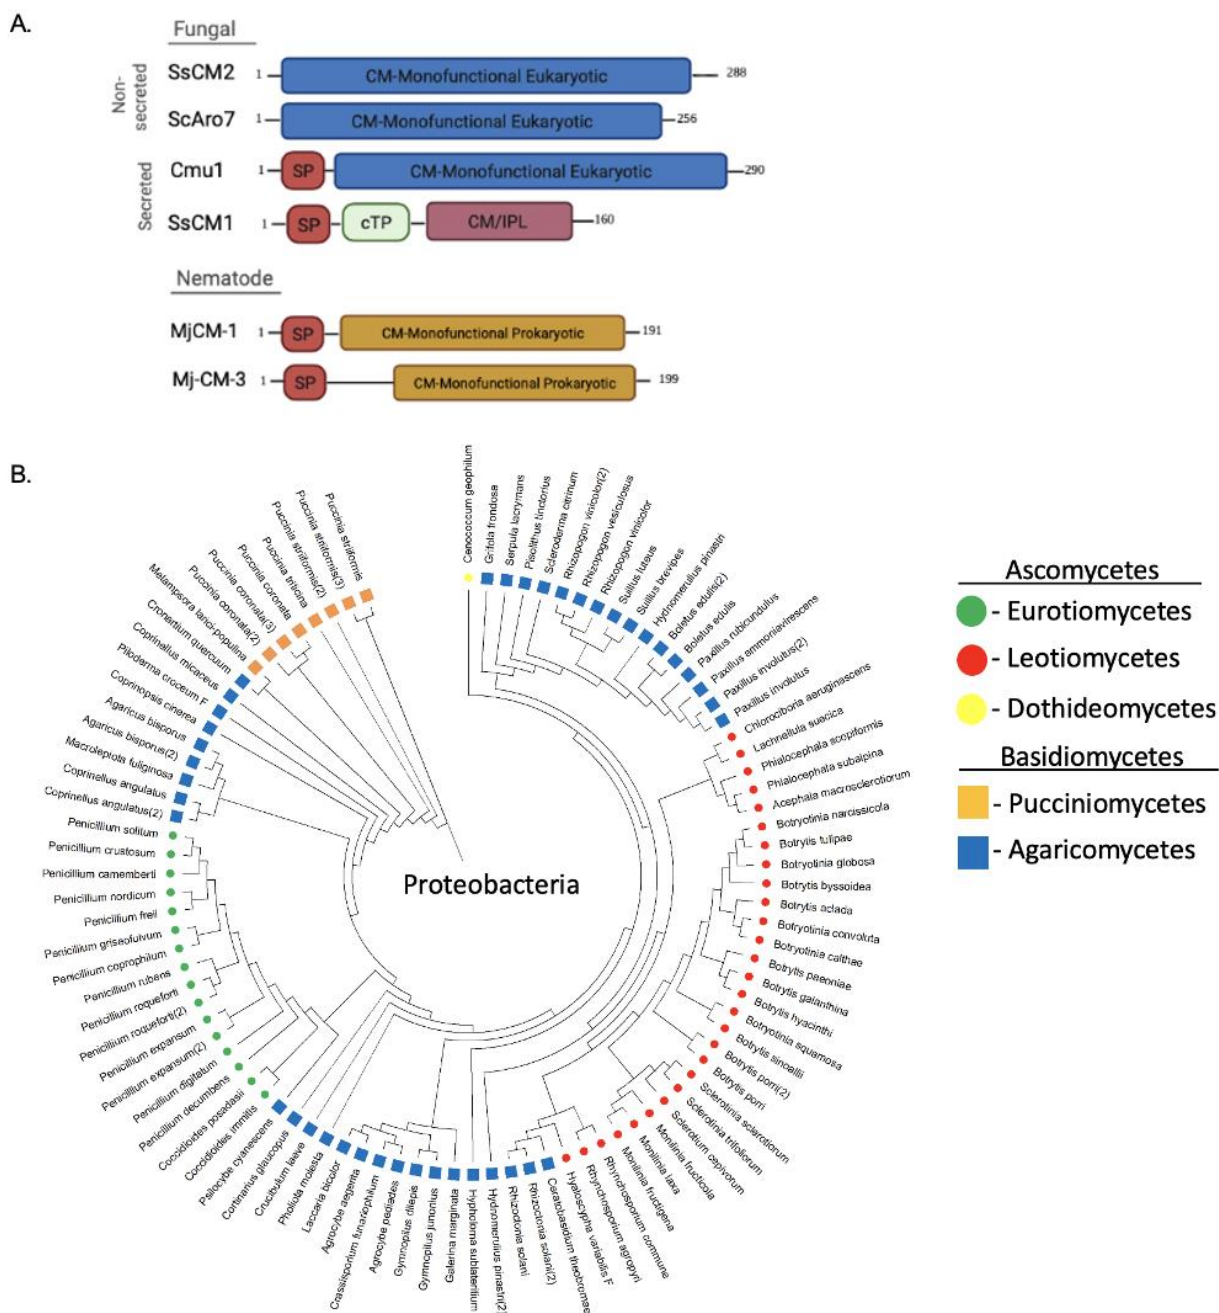 A.
Fungal
Non-secreted
SsCM2 1 CM-Monofunctional Eukaryotic 288
ScAro7 1 CM-Monofunctional Eukaryotic 256
Secreted
Cmu1 1 SP CM-Monofunctional Eukaryotic 290
SsCM1 1 SP cTP CM/IPL 160
Nematode
MjCM-1 1 SP CM-Monofunctional Prokaryotic 191
Mj-CM-3 1 SP CM-Monofunctional Prokaryotic 199
B.
Cenococcum geophilum
Grifola frondosa
Serpula lacrymans
Pisolithus tinctorius
Scleroderma citrinum
Rhizopogon vinicolor(2)
Rhizopogon vesiculosus
Rhizopogon vinicolor
Suillus luteus
Suillus brevipes
Hydnomerulius pinastri
Boletus edulis(2)
Boletus edulis
Paxillus rubicundulus
Paxillus ammoniavirescens
Paxillus involutus(2)
Paxillus involutus
Chlorociboria aeruginascens
Lachnellula suecica
Phialocephala scopiformis
Phialocephala subalpina
Acephala macrosclerotiorum
Botryotinia narcissicola
Botrytis tulipae
Botryotinia globosa
Botrytis byssoidea
Botrytis aclada
Botryotinia convoluta
Botryotinia calthae
Botrytis paeoniae
Botrytis galanthina
Botrytis hyacinthi
Botryotinia squamosa
Botrytis sinoallii
Botrytis porri(2)
Botrytis porri
Sclerotinia sclerotiorum
Sclerotinia trifoliorum
Sclerotium cepivorum
Monilinia fructicola
Monilinia laxa
Monilinia fructigena
Rhynchosporium commune
Rhynchosporium agropyri
Hyaloscypha variabilis F
Ceratobasidium theobromae
Rhizoctonia solani(2)
Rhizoctonia solani
Hydnomerulius pinastri(2)
Hypholoma sublateritium
Galerina marginata
Gymnopilus junonius
Gymnopilus dilepis
Agrocybe pediades
Crassisporium funariophilum
Agrocybe aegerita
Laccaria bicolor
Pholiota molesta
Crucibulum laeve
Cortinarius glaucopus
Psilocybe cyanescens
Coccidioides immitis
Coccidioides posadasii
Penicillium decumbens
Penicillium digitatum
Penicillium expansum(2)
Penicillium expansum
Penicillium roqueforti(2)
Penicillium roqueforti
Penicillium rubens
Penicillium coprophilum
Penicillium griseofulvum
Penicillium freii
Penicillium nordicum
Penicillium camemberti
Penicillium crustosum
Penicillium solitum
Coprinellus angulatus(2)
Coprinellus angulatus
Macrolepiota fuliginosa
Agaricus bisporus(2)
Agaricus bisporus
Coprinopsis cinerea
Piloderma croceum F
Coprinellus micaceus
Cronartium quercuum
Melampsora larici-populina
Puccinia coronata(2)
Puccinia coronata(3)
Puccinia coronata
Puccinia triticina
Puccinia striiformis(2)
Puccinia striiformis(3)
Puccinia striiformis
Proteobacteria
Ascomycetes
- Eurotiomycetes
- Leotiomycetes
- Dothideomycetes
Basidiomycetes
- Pucciniomycetes
- Agaricomycetes